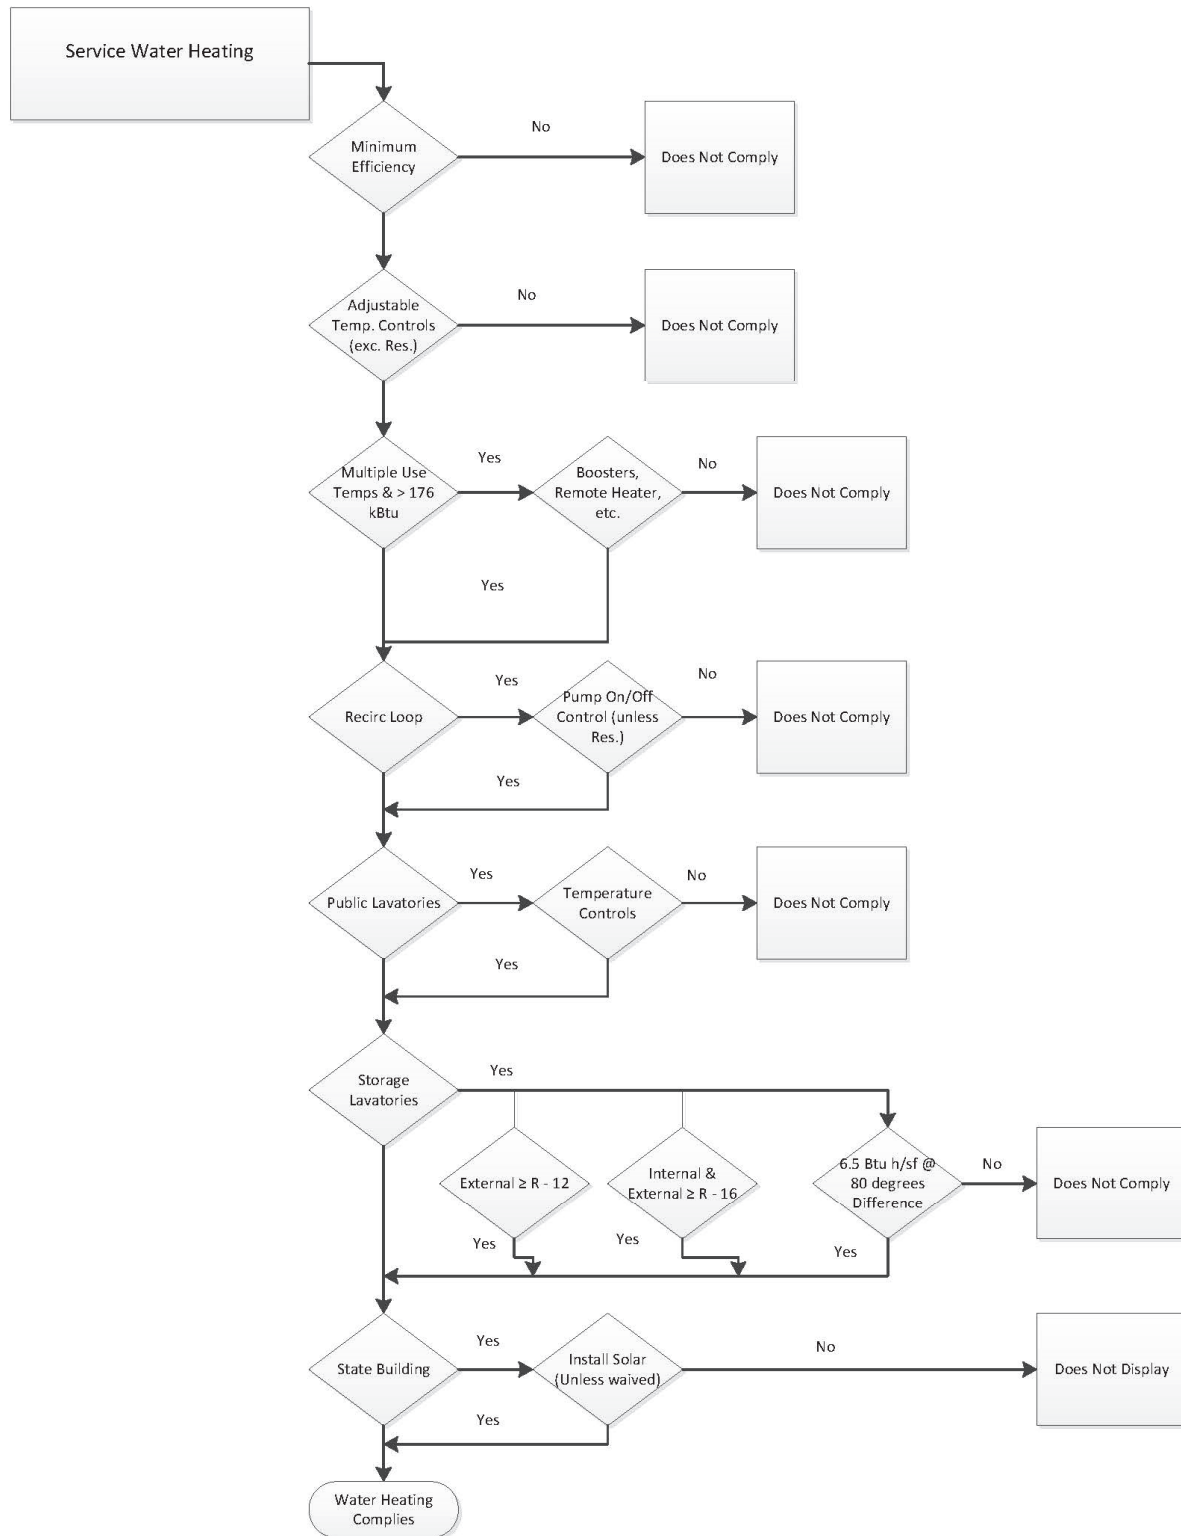 Service Water Heating
No
Minimum
Efficiency
Does Not Comply
No
Adjustable
Temp. Controls
(exc. Res.)
Does Not Comply
Multiple Use
Temps & > 176
kBtu
Yes
Boosters,
Remote Heater,
etc.
No
Does Not Comply
Yes
Recirc Loop
Yes
Pump On/Off
Control (unless
Res.)
No
Does Not Comply
Yes
Public Lavatories
Yes
Temperature
Controls
No
Does Not Comply
Yes
Storage
Lavatories
Yes
External ≥ R - 12
Internal &
External ≥ R - 16
6.5 Btu h/sf @
80 degrees
Difference
No
Does Not Comply
Yes
Yes
Yes
State Building
Yes
Install Solar
(Unless waived)
No
Does Not Display
Yes
Water Heating
Complies